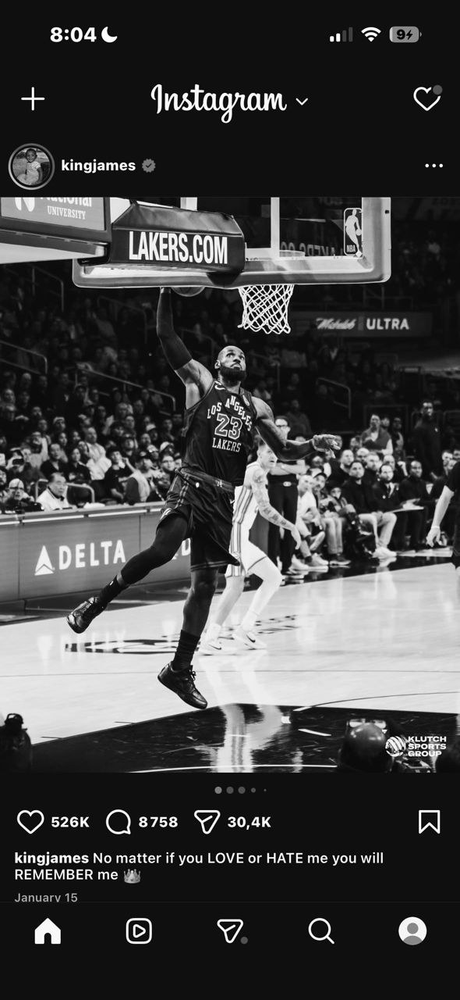 8:04
9
Instagram
kingjames
National
UNIVERSITY
LAKERS.COM
NBA
Michelob ULTRA
LOS ANGELES
23
LAKERS
DELTA
KLUTCH
SPORTS
GROUP
526K 8758 30,4K
kingjames No matter if you LOVE or HATE me you will
REMEMBER me 👑
January 15